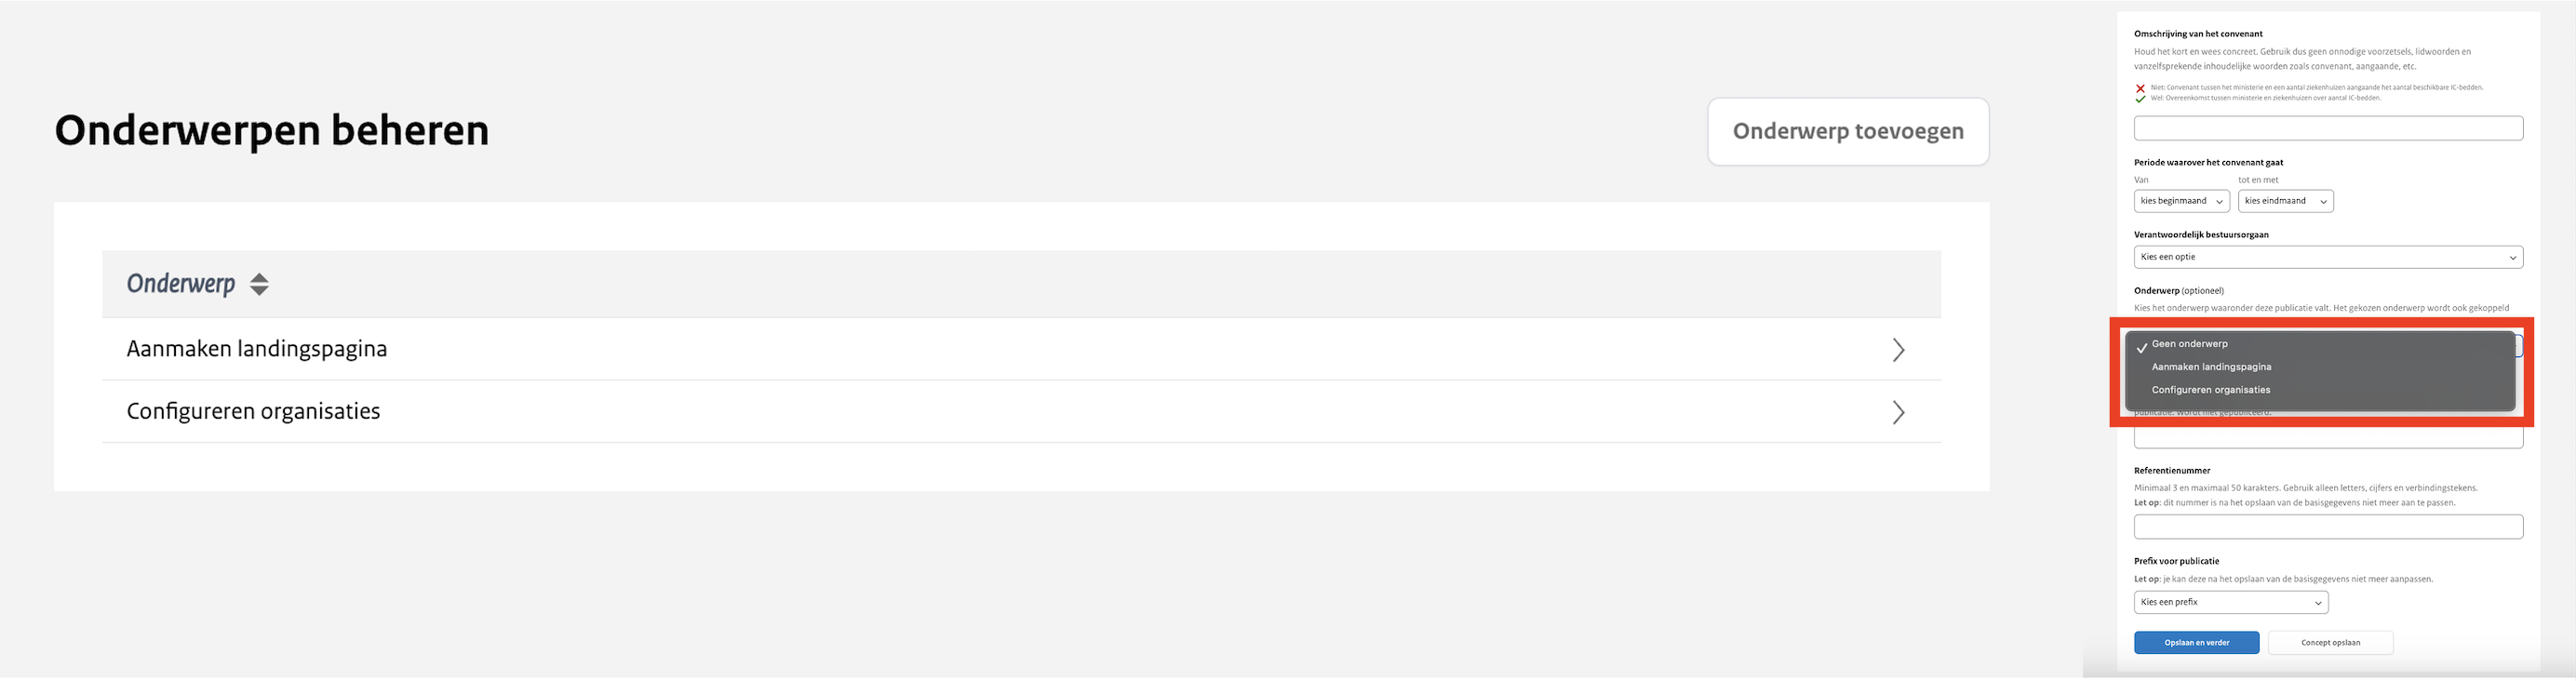 Onderwerpen beheren
Onderwerp toevoegen
Onderwerp
Aanmaken landingspagina
Configureren organisaties
Omschrijving van het convenant
Houd het kort en wees concreet. Gebruik dus geen onnodige voorzetsels, lidwoorden en
vanzelfsprekende inhoudelijke woorden zoals convenant, aangaande, etc.
Niet: Convenant tussen het ministerie en een aantal ziekenhuizen aangaande het aantal beschikbare IC-bedden.
Wel: Overeenkomst tussen ministerie en ziekenhuizen over aantal IC-bedden.
Periode waarover het convenant gaat
Van tot en met
kies beginmaand kies eindmaand
Verantwoordelijk bestuursorgaan
Kies een optie
Onderwerp (optioneel)
Kies het onderwerp waaronder deze publicatie valt. Het gekozen onderwerp wordt ook gekoppeld
Geen onderwerp
Aanmaken landingspagina
Configureren organisaties
publicatie. Wordt niet gepubliceerd.
Referentienummer
Minimaal 3 en maximaal 50 karakters. Gebruik alleen letters, cijfers en verbindingstekens.
Let op: dit nummer is na het opslaan van de basisgegevens niet meer aan te passen.
Prefix voor publicatie
Let op: je kan deze na het opslaan van de basisgegevens niet meer aanpassen.
Kies een prefix
Opslaan en verder Concept opslaan